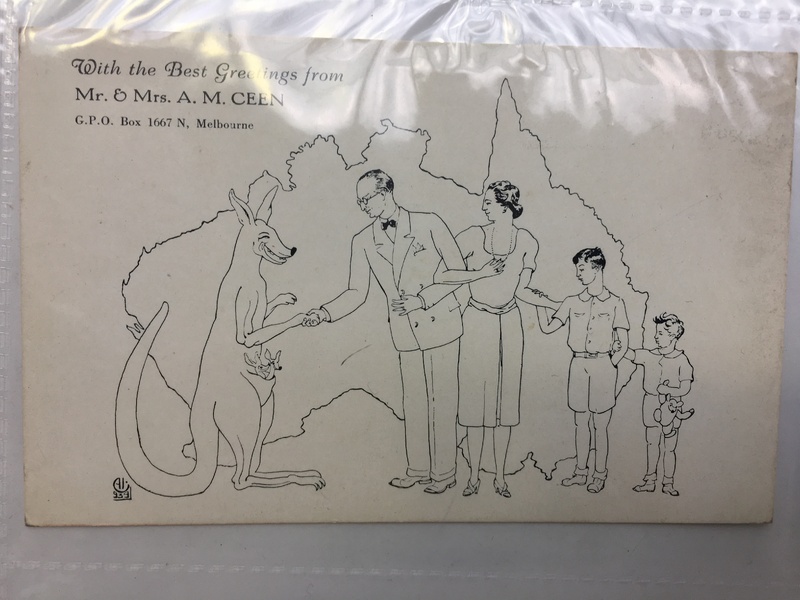 With the Best Greetings from
Mr. & Mrs. A. M. CEEN
G.P.O. Box 1667 N, Melbourne